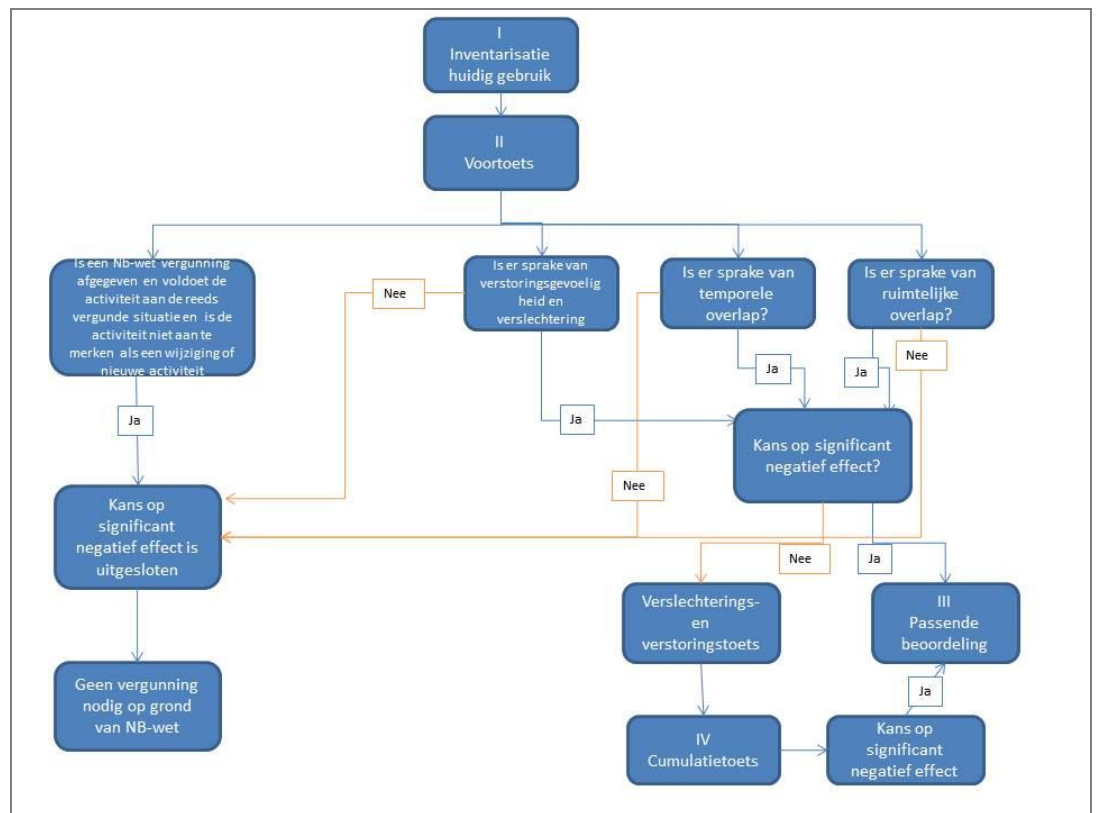 I
Inventarisatie
huidig gebruik
II
Voortoets
Is een Nb-wet vergunning
afgegeven en voldoet de
activiteit aan de reeds
vergunde situatie en is de
activiteit niet aan te
merken als een wijziging of
nieuwe activiteit
Nee
Is er sprake van
verstoringsgevoelig
heid en
verslechtering
Is er sprake van
temporele
overlap?
Is er sprake van
ruimtelijke
overlap?
Nee
Ja
Ja
Ja
Ja
Kans op significant
negatief effect?
Nee
Kans op
significant
negatief effect is
uitgesloten
Nee
Ja
Verslechterings-
en
verstoringstoets
III
Passende
beoordeling
Geen vergunning
nodig op grond
van NB-wet
Ja
IV
Cumulatietoets
Kans op
significant
negatief effect